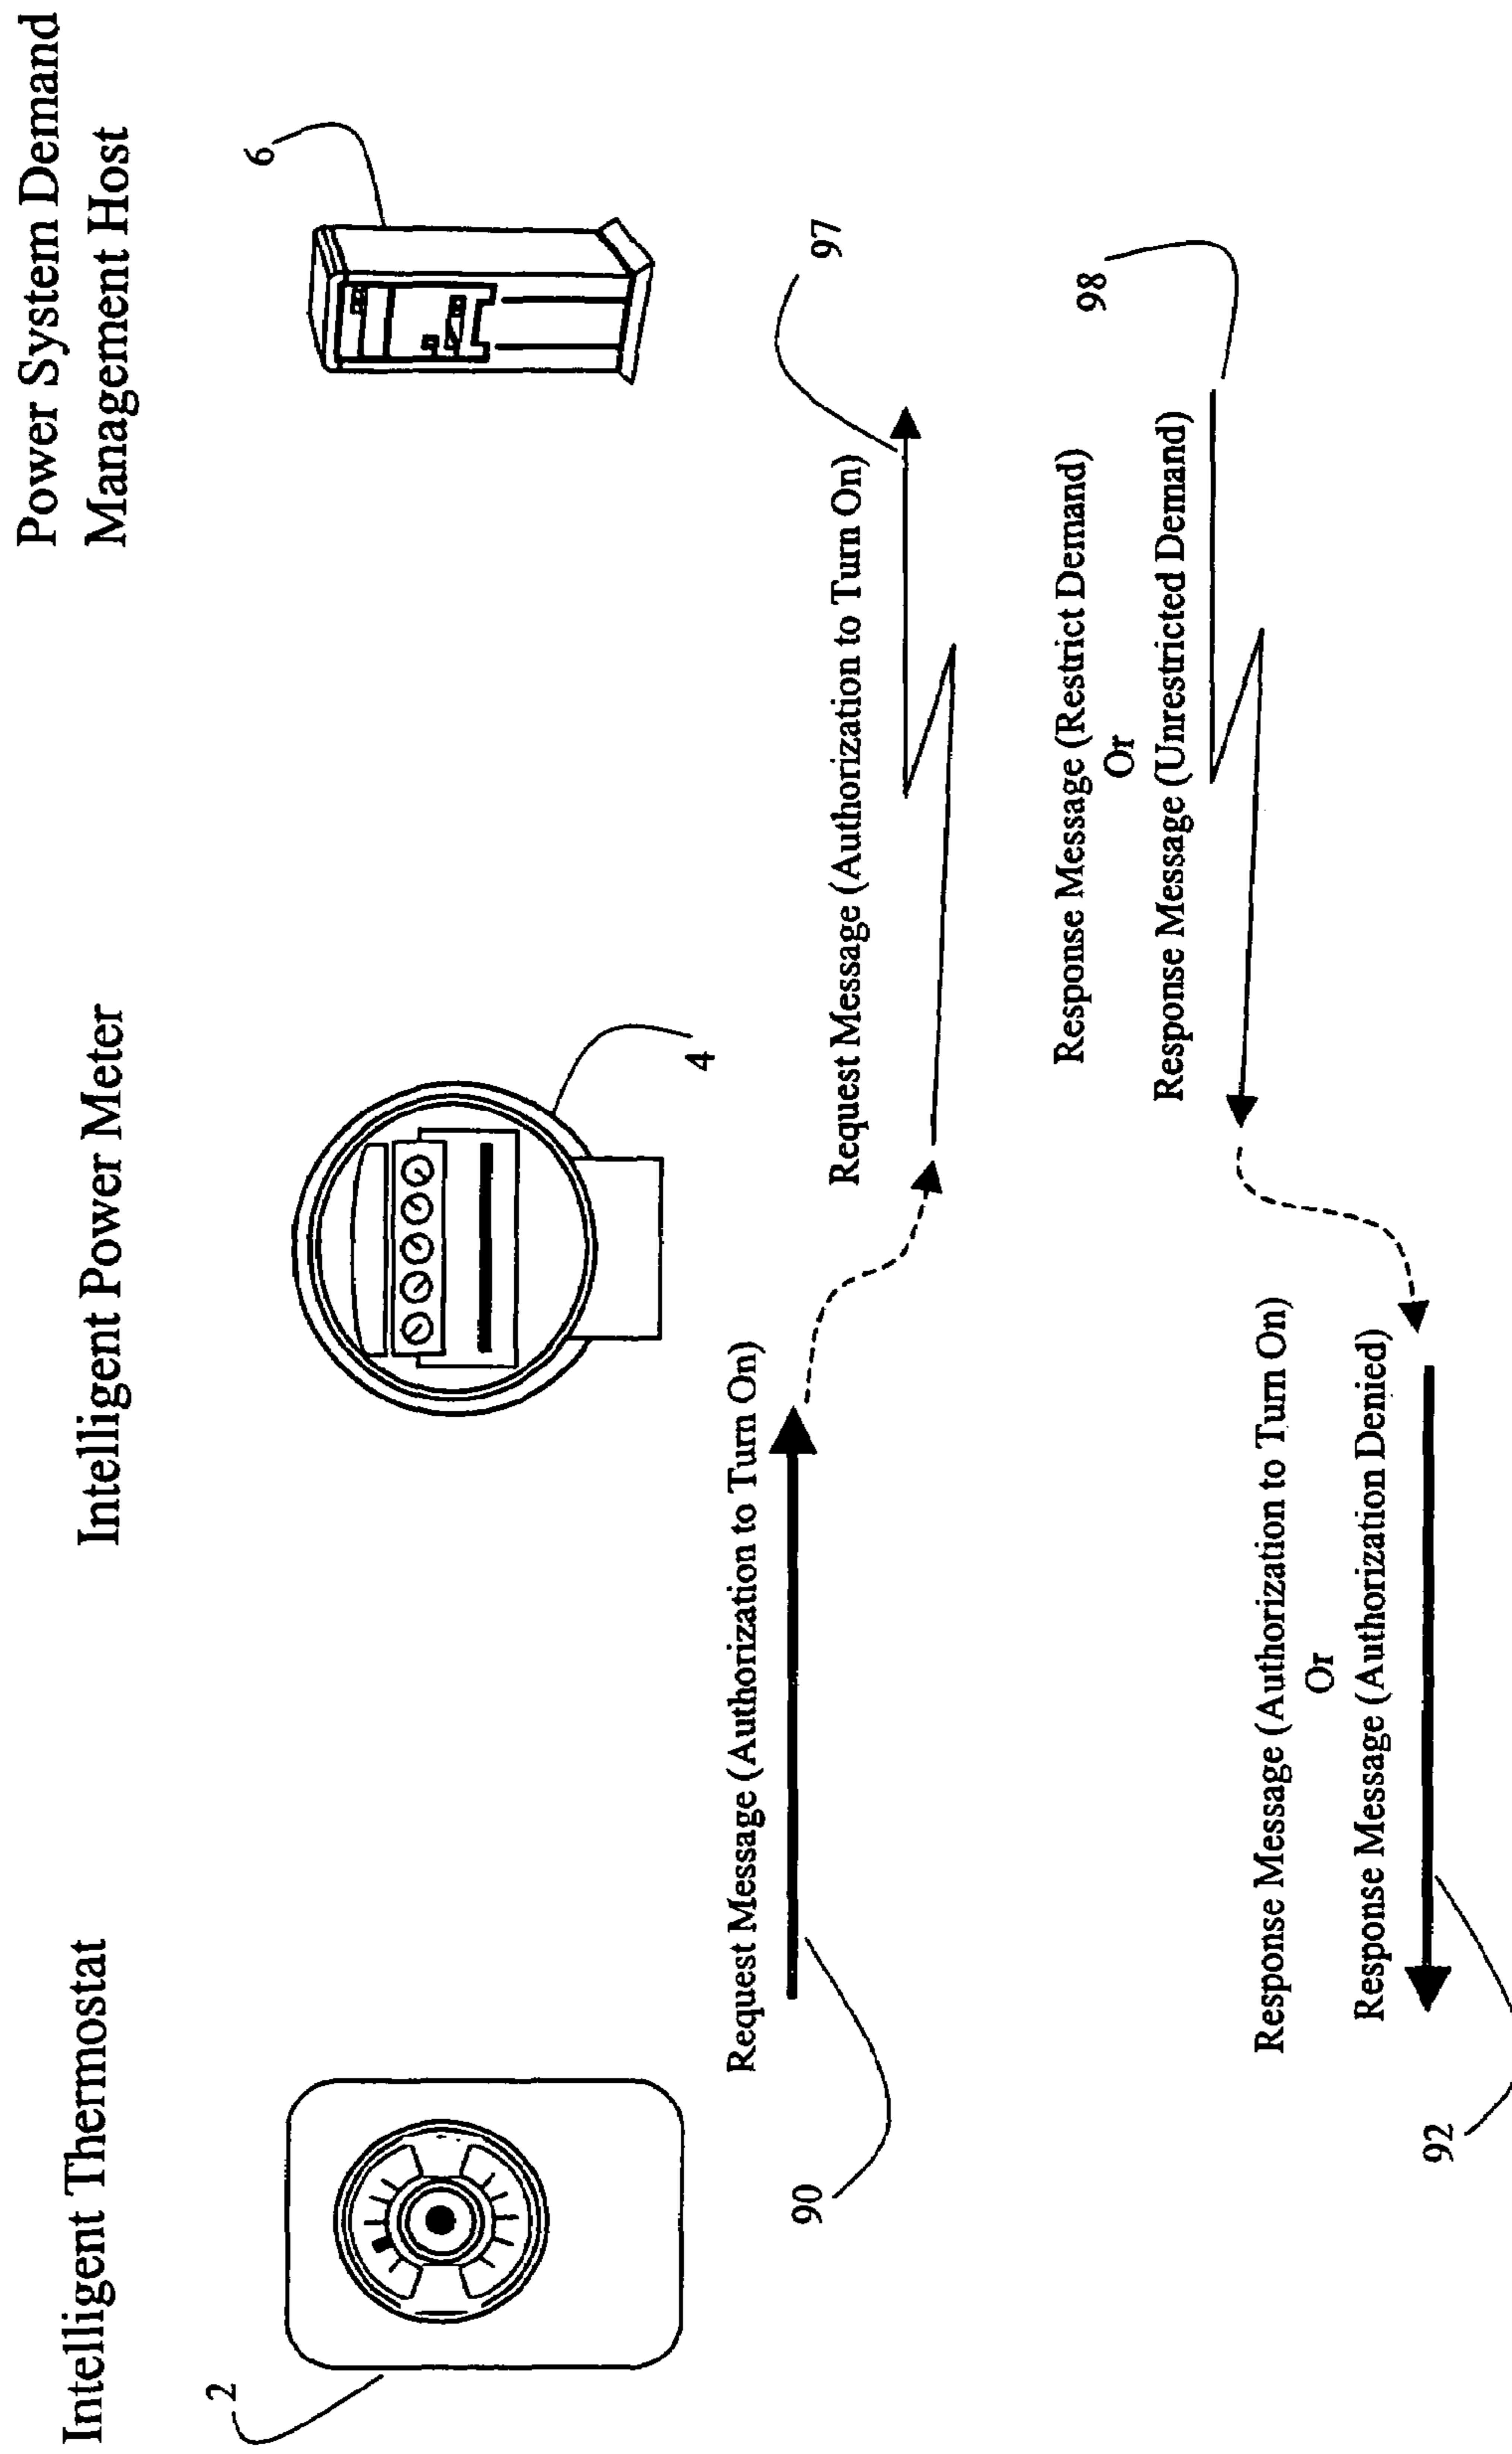 Intelligent Thermostat
Intelligent Power Meter
Power System Demand
Management Host
2
4
6
Request Message (Authorization to Turn On)
90
Request Message (Authorization to Turn On)
97
Response Message (Restrict Demand)
Or
Response Message (Unrestricted Demand)
98
Response Message (Authorization to Turn On)
Or
Response Message (Authorization Denied)
92